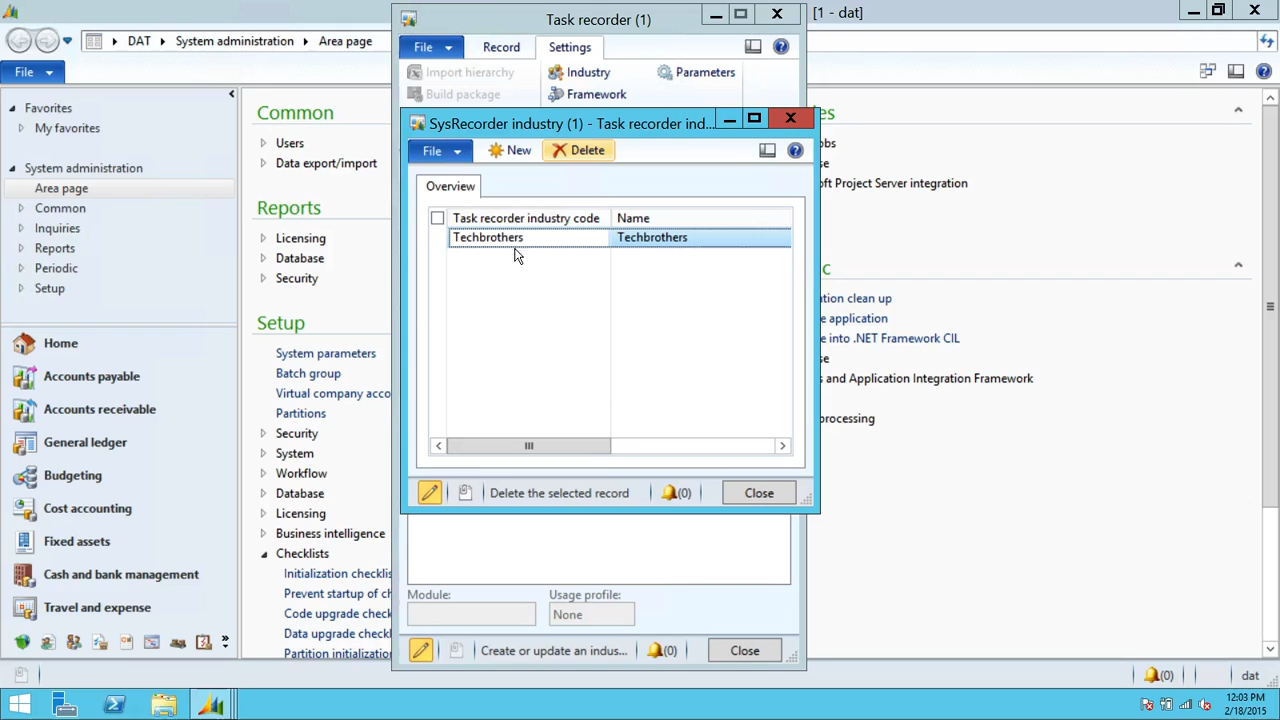 Task recorder (1)
[1 - dat]
DAT
System administration
Area page
File
File
Record
Settings
Import hierarchy
Industry
Parameters
Build package
Framework
SysRecorder industry (1) - Task recorder ind...
File
New
Delete
Overview
Task recorder industry code
Name
Techbrothers
Techbrothers
Delete the selected record
(0)
Close
Module:
Usage profile:
None
Create or update an indus...
(0)
Close
Favorites
My favorites
System administration
Area page
Common
Inquiries
Reports
Periodic
Setup
Home
Accounts payable
Accounts receivable
General ledger
Budgeting
Cost accounting
Fixed assets
Cash and bank management
Travel and expense
Common
Users
Data export/import
Reports
Licensing
Database
Security
Setup
System parameters
Batch group
Virtual company acco
Partitions
Security
System
Workflow
Database
Licensing
Business intelligence
Checklists
Initialization checklis
Prevent startup of ch
Code upgrade check
Data upgrade checkl
Partition initializatio
es
obs
oft Project Server integration
c
ation clean up
e application
e into .NET Framework CIL
se
s and Application Integration Framework
processing
(0)
dat
12:03 PM
2/18/2015